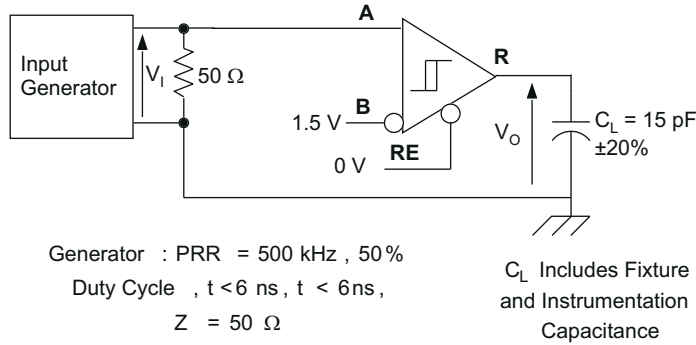 A
Input
Generator
V_I
50 Ω
R
B
1.5 V
RE
0 V
V_O
C_L = 15 pF
±20%
Generator : PRR = 500 kHz , 50%
Duty Cycle , t <6 ns , t < 6ns ,
Z = 50 Ω
C_L Includes Fixture
and Instrumentation
Capacitance